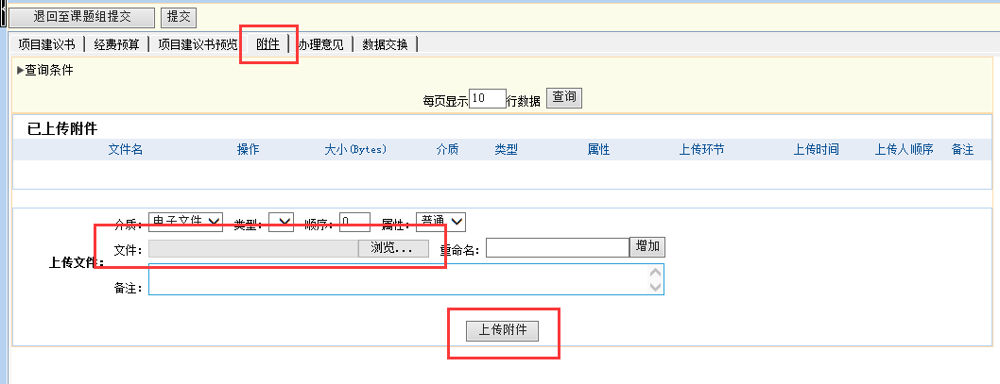 退回至课题组提交 提交
项目建议书 经费预算 项目建议书预览 附件 办理意见 数据交换
▶查询条件
每页显示 10 行数据 查询
已上传附件
文件名 操作 大小(Bytes) 介质 类型 属性 上传环节 上传时间 上传人 顺序 备注
介质: 电子文件 类型: 顺序: 0 属性: 普通
文件: 浏览... 重命名: 增加
上传文件:
备注:
上传附件